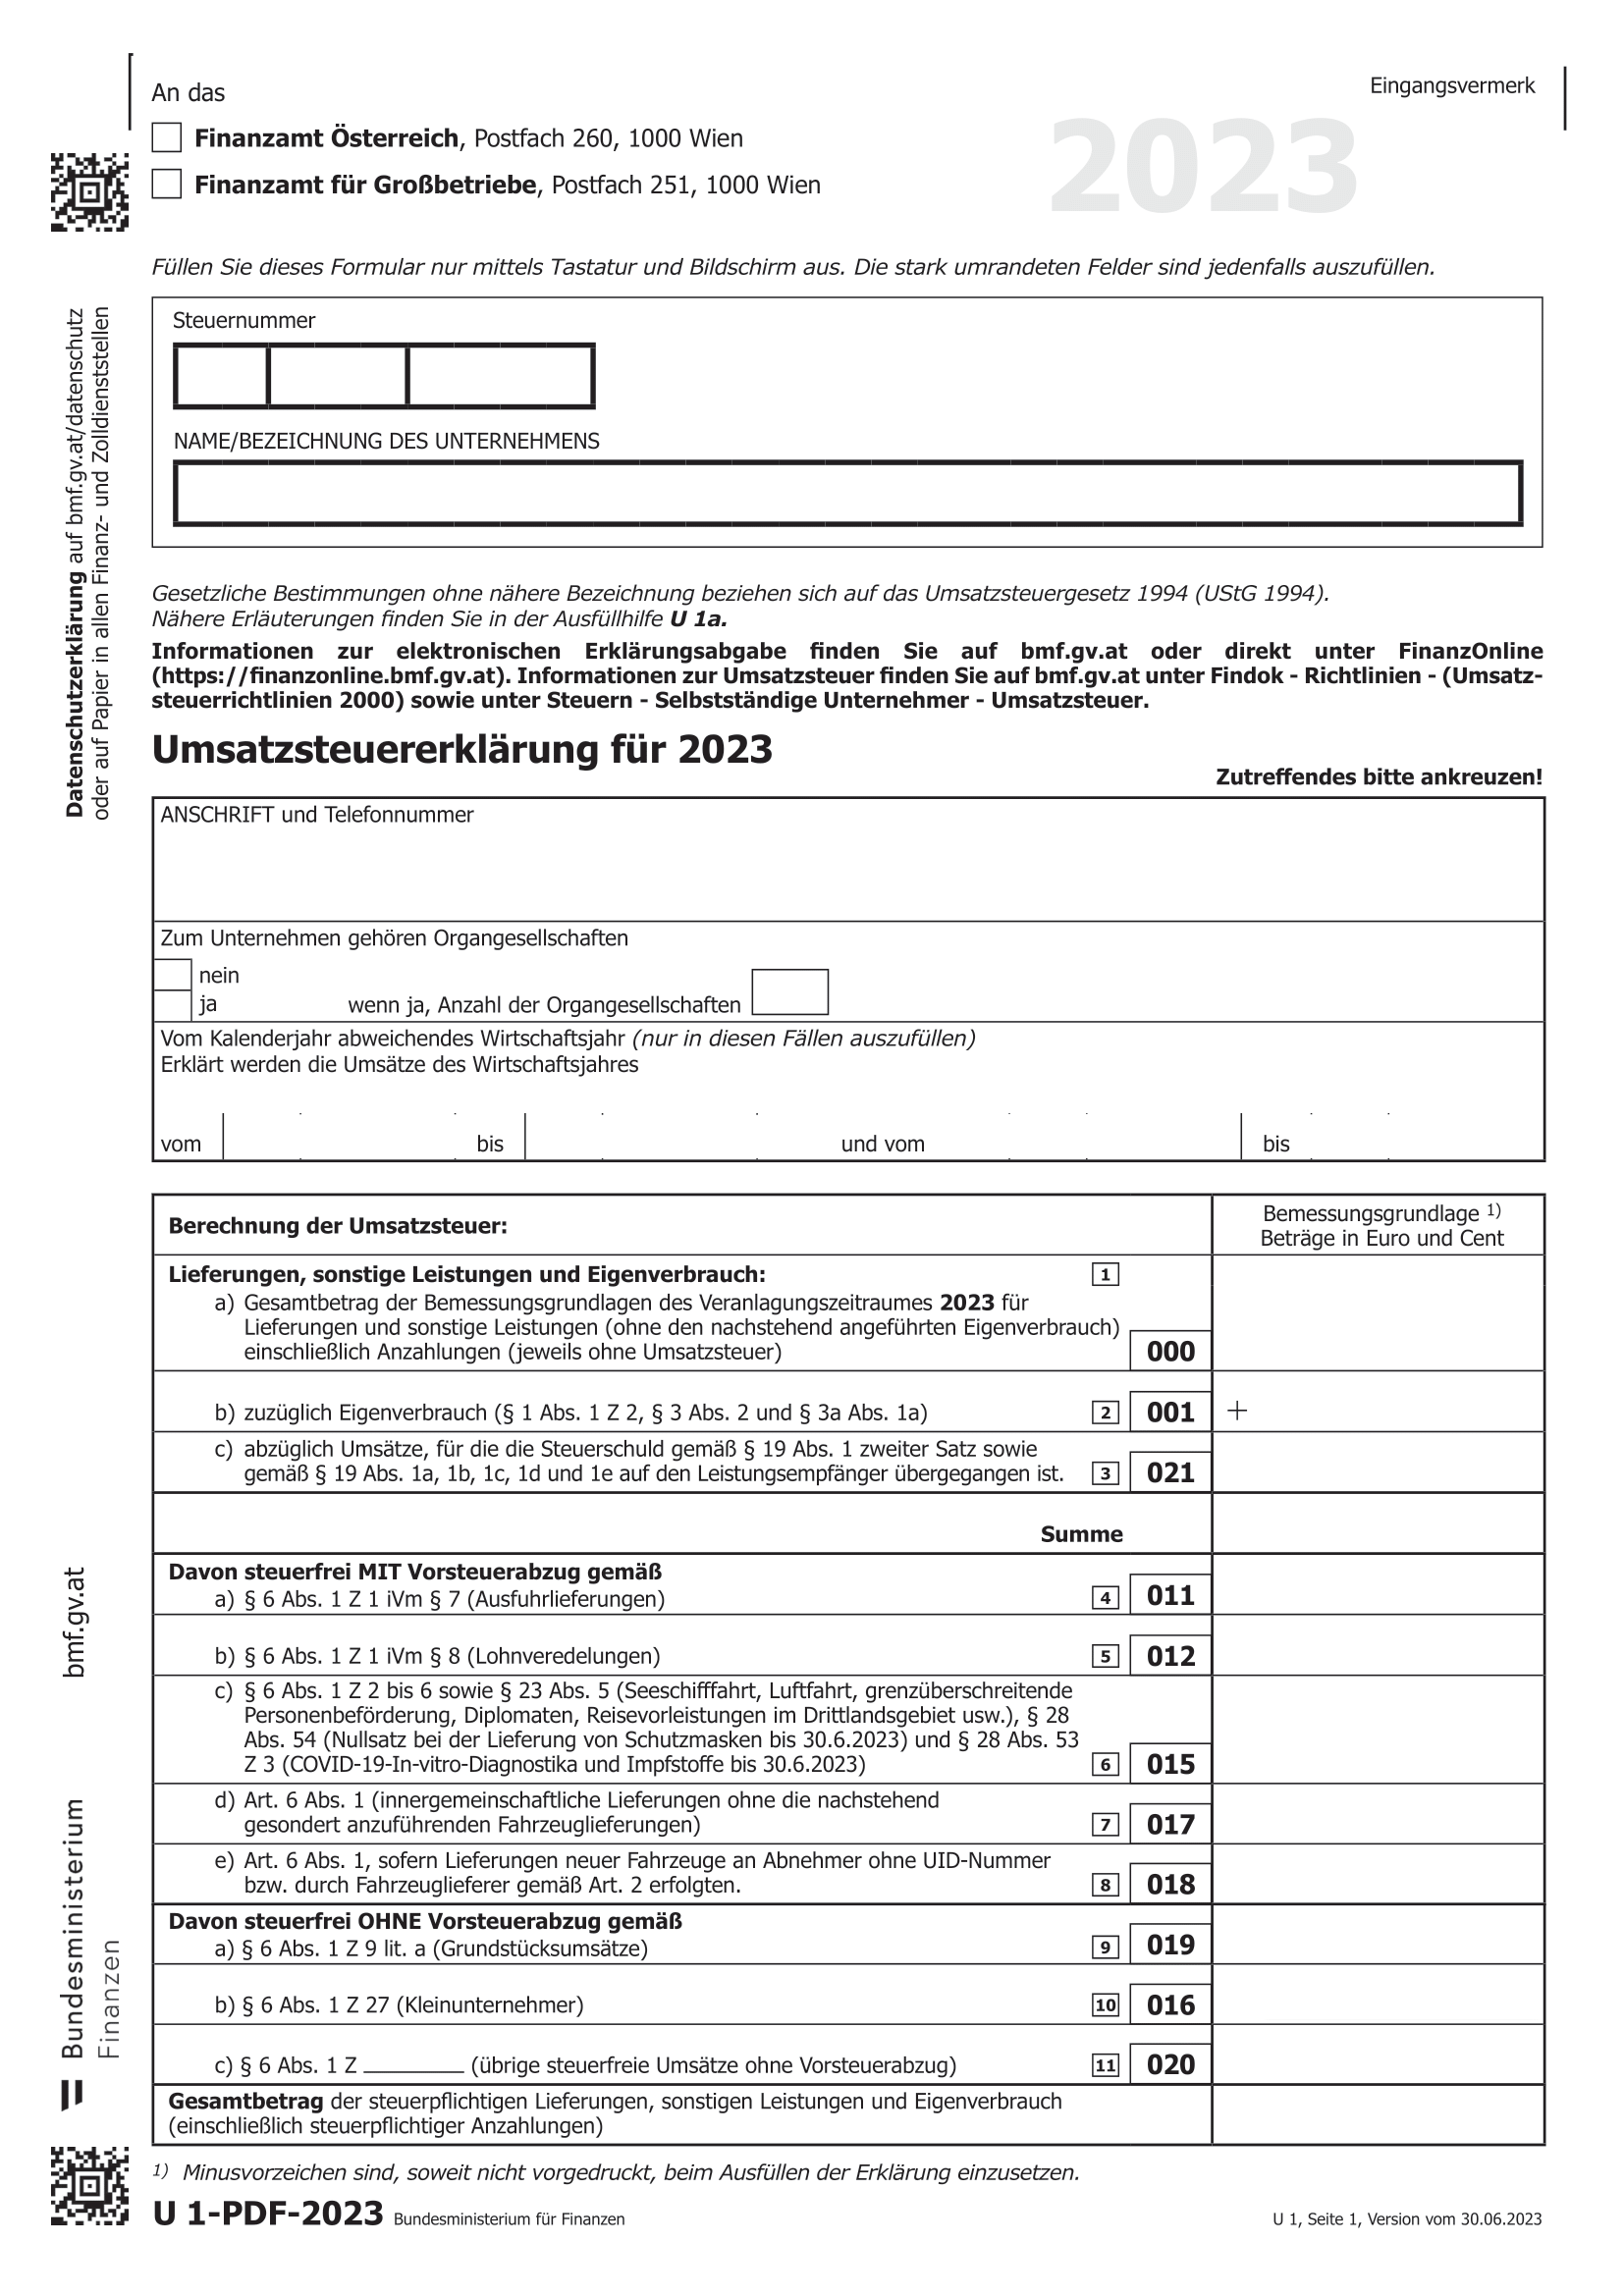 An das
Eingangsvermerk
Finanzamt Österreich, Postfach 260, 1000 Wien
Finanzamt für Großbetriebe, Postfach 251, 1000 Wien
2023
Füllen Sie dieses Formular nur mittels Tastatur und Bildschirm aus. Die stark umrandeten Felder sind jedenfalls auszufüllen.
Steuernummer
NAME/BEZEICHNUNG DES UNTERNEHMENS
Datenschutzerklärung auf bmf.gv.at/datenschutz
oder auf Papier in allen Finanz- und Zolldienststellen
Gesetzliche Bestimmungen ohne nähere Bezeichnung beziehen sich auf das Umsatzsteuergesetz 1994 (UStG 1994).
Nähere Erläuterungen finden Sie in der Ausfüllhilfe U 1a.
Informationen zur elektronischen Erklärungsabgabe finden Sie auf bmf.gv.at oder direkt unter FinanzOnline
(https://finanzonline.bmf.gv.at). Informationen zur Umsatzsteuer finden Sie auf bmf.gv.at unter Findok - Richtlinien - (Umsatz-
steuerrichtlinien 2000) sowie unter Steuern - Selbstständige Unternehmer - Umsatzsteuer.
Umsatzsteuererklärung für 2023
Zutreffendes bitte ankreuzen!
ANSCHRIFT und Telefonnummer
Zum Unternehmen gehören Organgesellschaften
nein
ja wenn ja, Anzahl der Organgesellschaften
Vom Kalenderjahr abweichendes Wirtschaftsjahr (nur in diesen Fällen auszufüllen)
Erklärt werden die Umsätze des Wirtschaftsjahres
vom bis und vom bis
Berechnung der Umsatzsteuer:
Bemessungsgrundlage 1)
Beträge in Euro und Cent
Lieferungen, sonstige Leistungen und Eigenverbrauch: 1
a) Gesamtbetrag der Bemessungsgrundlagen des Veranlagungszeitraumes 2023 für
Lieferungen und sonstige Leistungen (ohne den nachstehend angeführten Eigenverbrauch)
einschließlich Anzahlungen (jeweils ohne Umsatzsteuer) 000
b) zuzüglich Eigenverbrauch (§ 1 Abs. 1 Z 2, § 3 Abs. 2 und § 3a Abs. 1a) 2 001 +
c) abzüglich Umsätze, für die die Steuerschuld gemäß § 19 Abs. 1 zweiter Satz sowie
gemäß § 19 Abs. 1a, 1b, 1c, 1d und 1e auf den Leistungsempfänger übergegangen ist. 3 021
Summe
Davon steuerfrei MIT Vorsteuerabzug gemäß
a) § 6 Abs. 1 Z 1 iVm § 7 (Ausfuhrlieferungen) 4 011
b) § 6 Abs. 1 Z 1 iVm § 8 (Lohnveredelungen) 5 012
c) § 6 Abs. 1 Z 2 bis 6 sowie § 23 Abs. 5 (Seeschifffahrt, Luftfahrt, grenzüberschreitende
Personenbeförderung, Diplomaten, Reisevorleistungen im Drittlandsgebiet usw.), § 28
Abs. 54 (Nullsatz bei der Lieferung von Schutzmasken bis 30.6.2023) und § 28 Abs. 53
Z 3 (COVID-19-In-vitro-Diagnostika und Impfstoffe bis 30.6.2023) 6 015
d) Art. 6 Abs. 1 (innergemeinschaftliche Lieferungen ohne die nachstehend
gesondert anzuführenden Fahrzeuglieferungen) 7 017
e) Art. 6 Abs. 1, sofern Lieferungen neuer Fahrzeuge an Abnehmer ohne UID-Nummer
bzw. durch Fahrzeuglieferer gemäß Art. 2 erfolgten. 8 018
Davon steuerfrei OHNE Vorsteuerabzug gemäß
a) § 6 Abs. 1 Z 9 lit. a (Grundstücksumsätze) 9 019
b) § 6 Abs. 1 Z 27 (Kleinunternehmer) 10 016
c) § 6 Abs. 1 Z ________ (übrige steuerfreie Umsätze ohne Vorsteuerabzug) 11 020
Gesamtbetrag der steuerpflichtigen Lieferungen, sonstigen Leistungen und Eigenverbrauch
(einschließlich steuerpflichtiger Anzahlungen)
bmf.gv.at
Bundesministerium
Finanzen
1) Minusvorzeichen sind, soweit nicht vorgedruckt, beim Ausfüllen der Erklärung einzusetzen.
U 1-PDF-2023 Bundesministerium für Finanzen
U 1, Seite 1, Version vom 30.06.2023